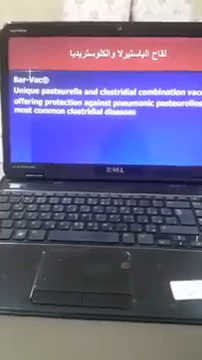 لقاح الباستيرلا والكلوستريديا
Bar-Vac®
Unique pasteurella and clostridial combination vacc
offering protection against pneumonic pasteurellos
most common clostridial diseases
DELL